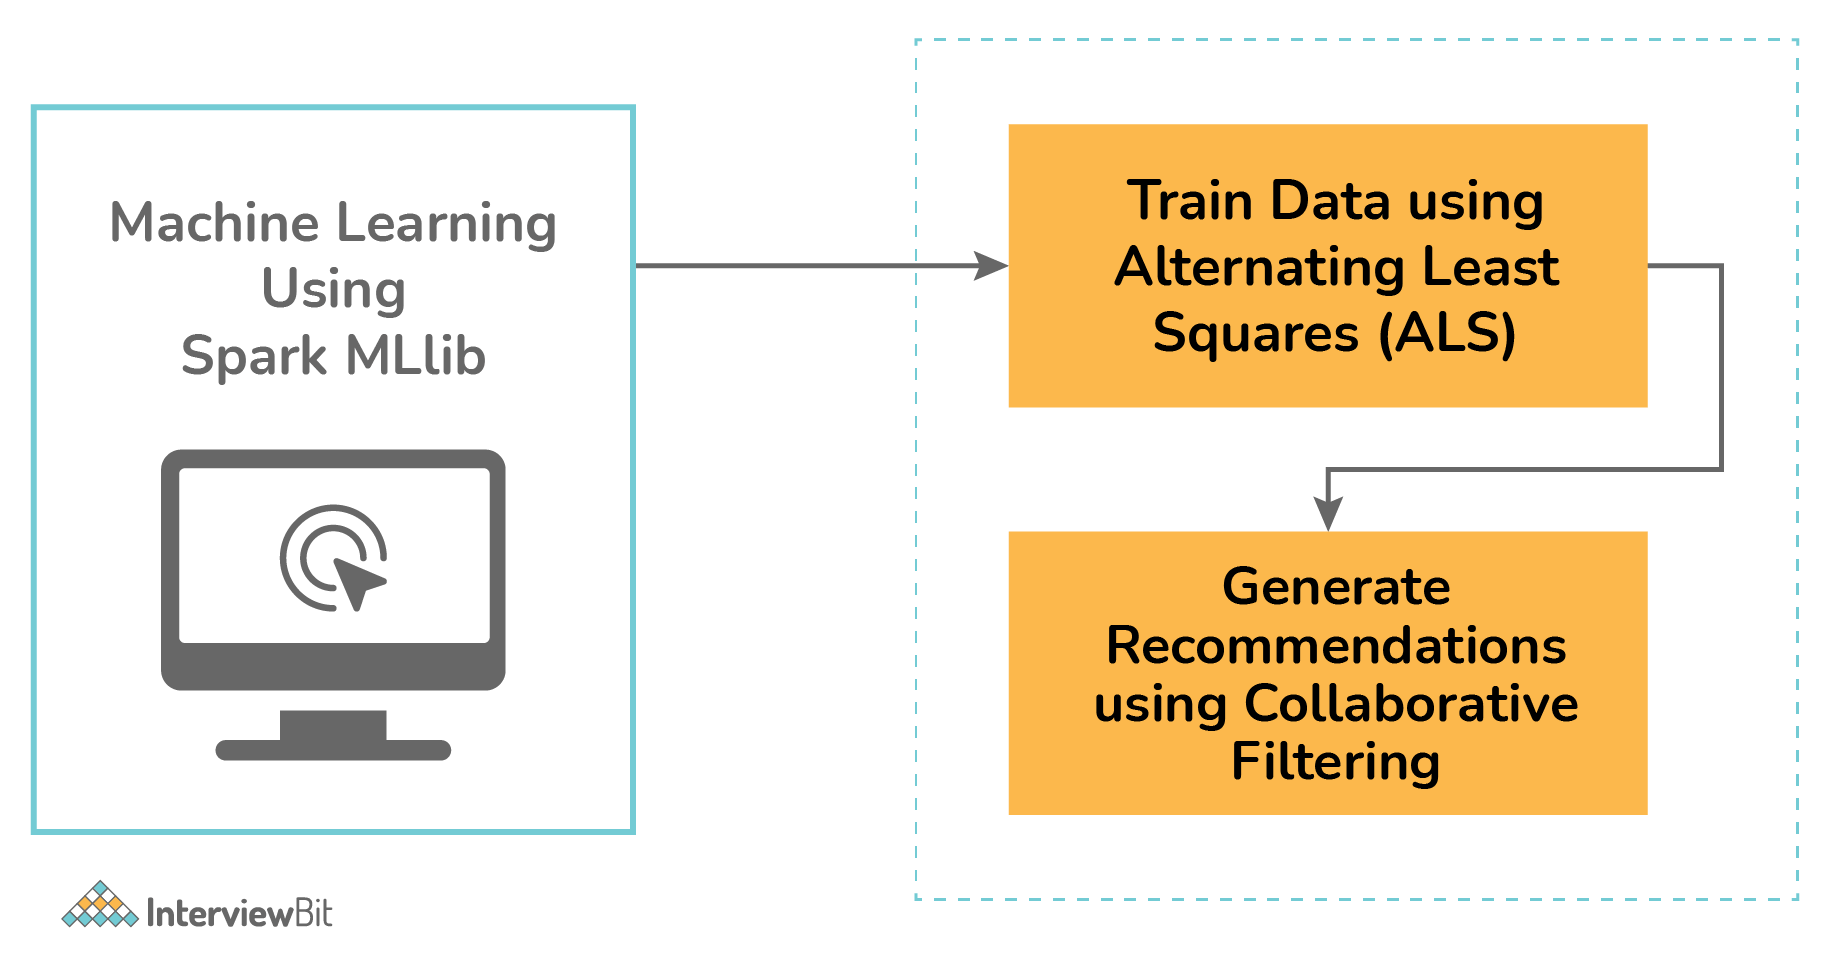 Machine Learning
Using
Spark MLlib
Train Data using
Alternating Least
Squares (ALS)
Generate
Recommendations
using Collaborative
Filtering
InterviewBit